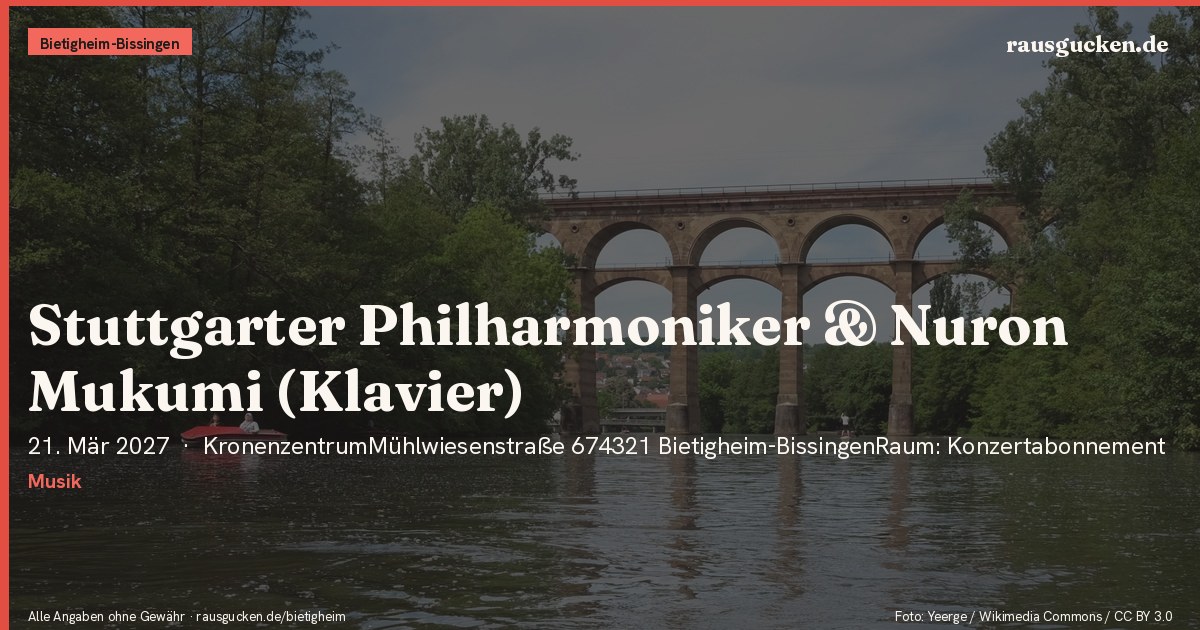 Bietigheim-Bissingen
rausgucken.de
Stuttgarter Philharmoniker & Nuron
Mukumi (Klavier)
21. Mär 2027 · KronenzentrumMühlwiesenstraße 674321 Bietigheim-BissingenRaum: Konzertabonnement
Musik
Alle Angaben ohne Gewähr · rausgucken.de/bietigheim
Foto: Yeerge / Wikimedia Commons / CC BY 3.0